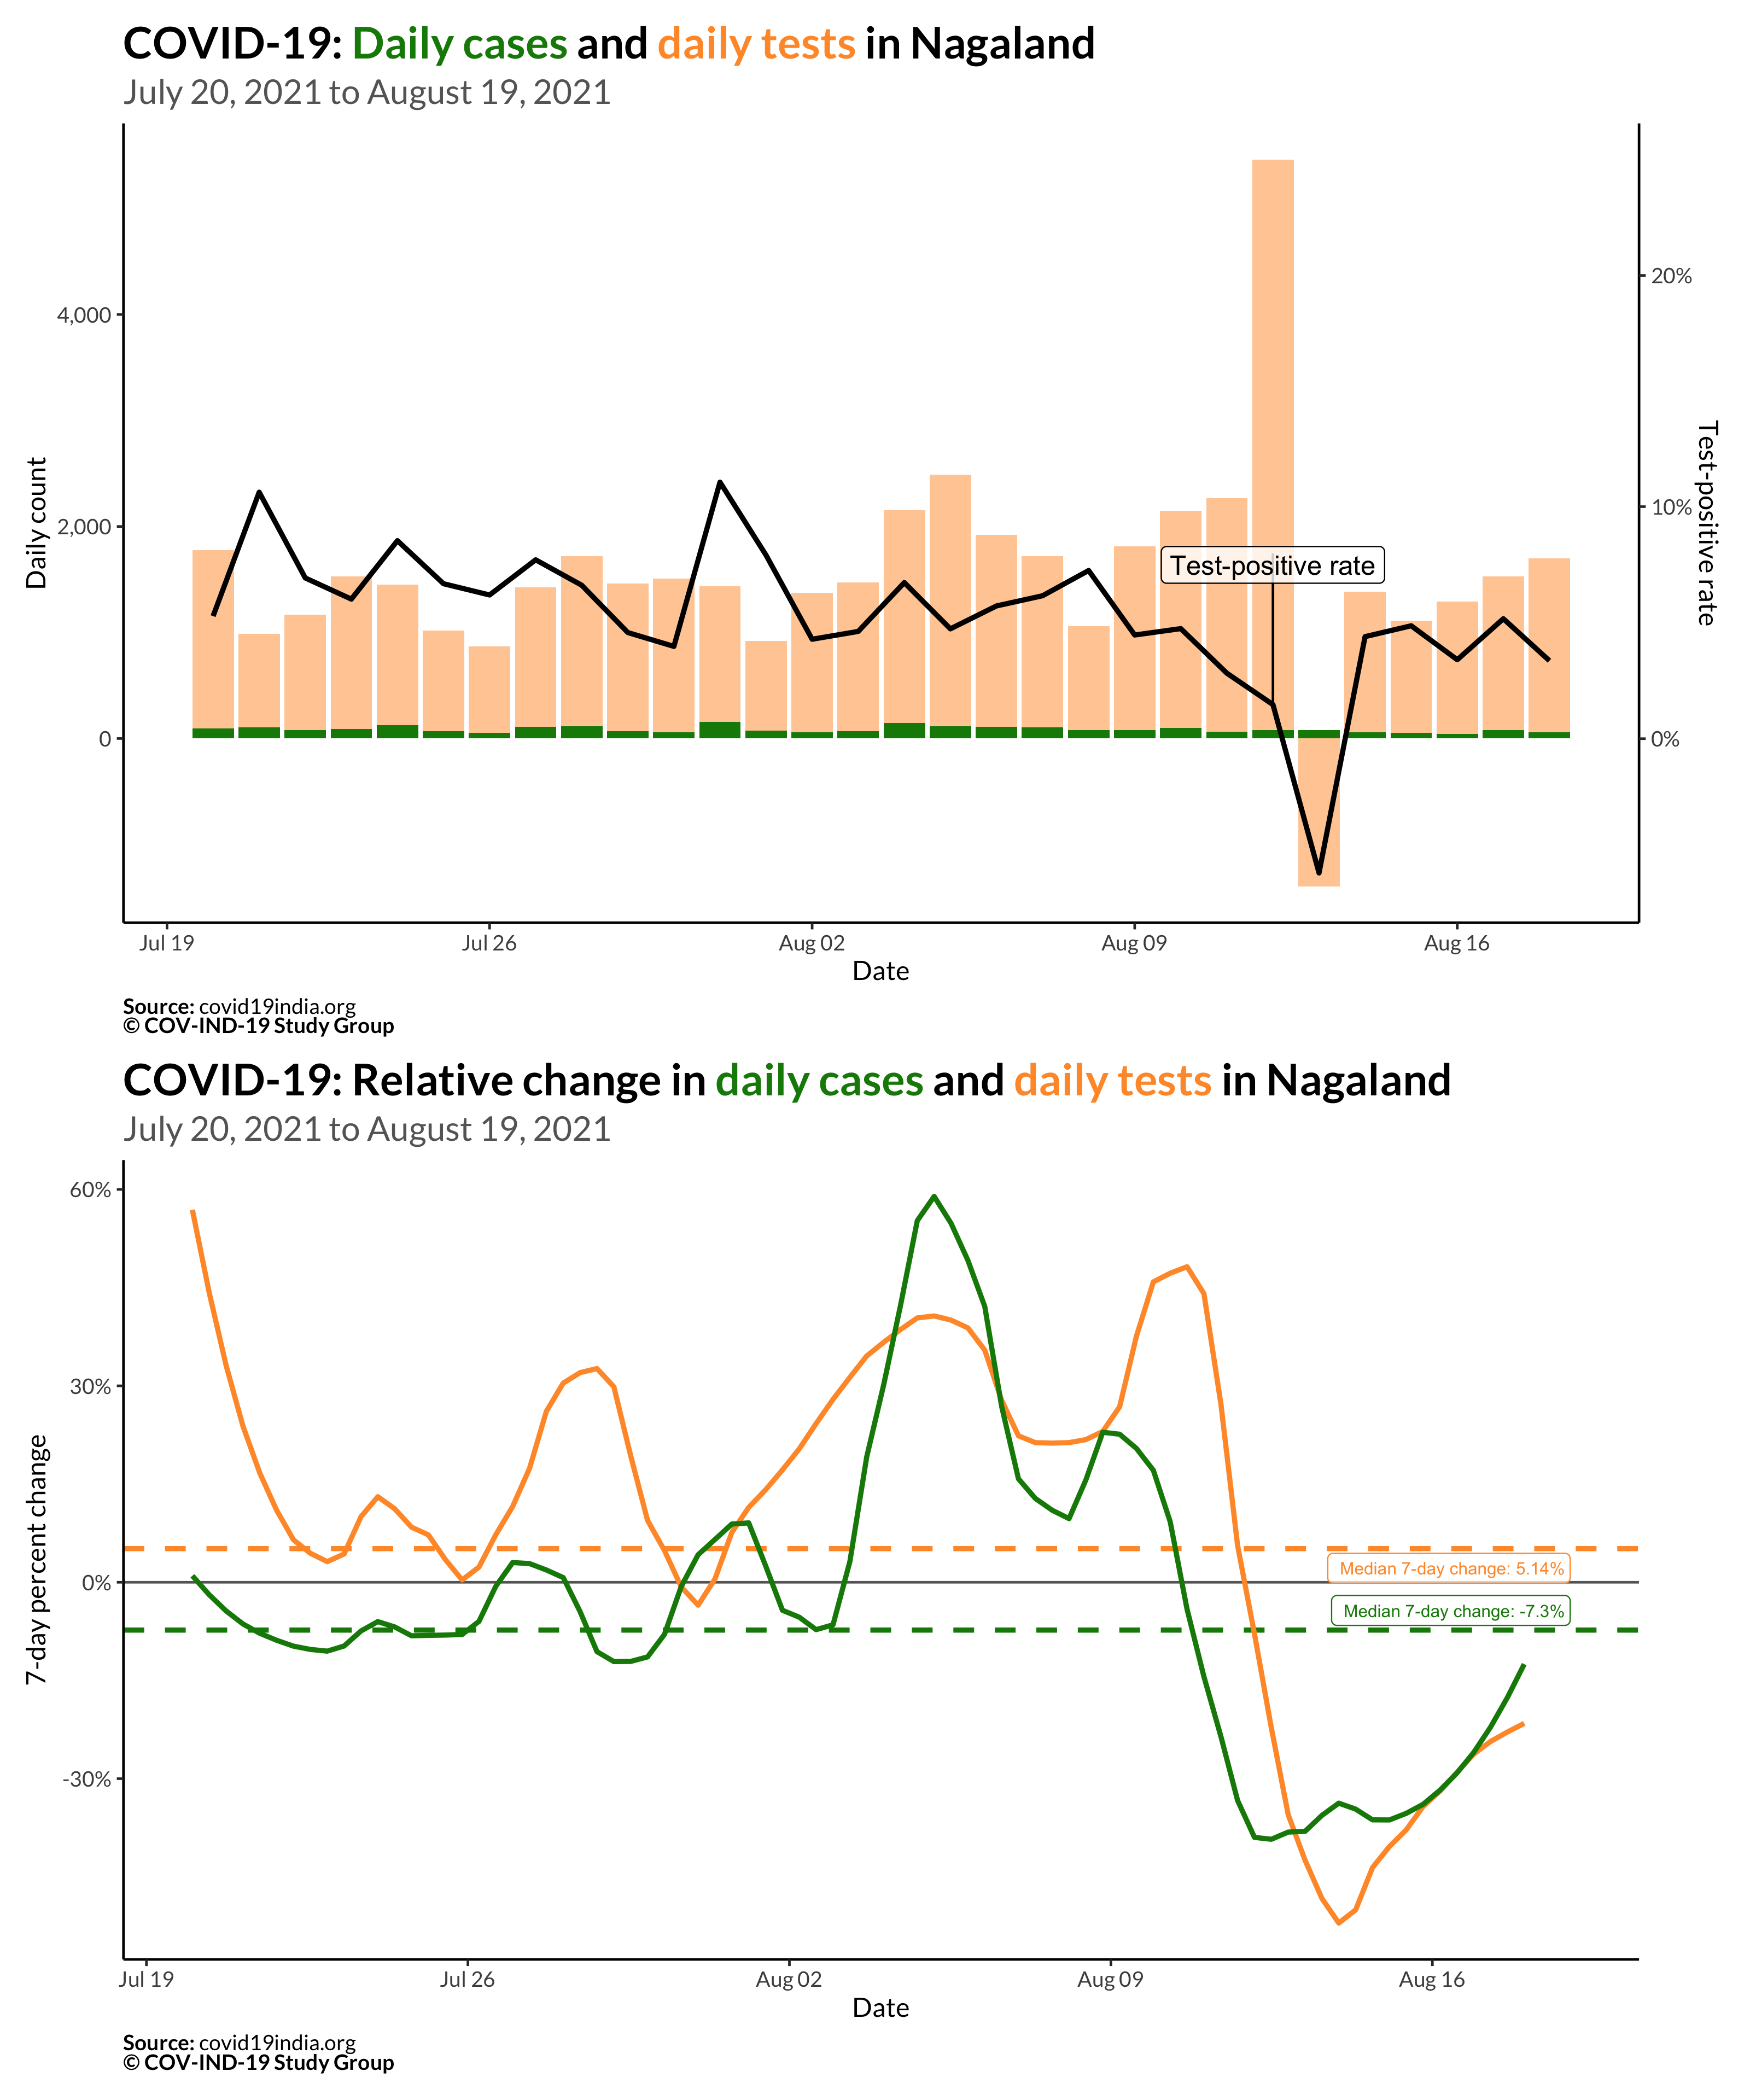 COVID-19: Daily cases and daily tests in Nagaland
July 20, 2021 to August 19, 2021
Daily count
4,000
2,000
0
20%
10%
0%
Test-positive rate
Test-positive rate
Jul 19
Jul 26
Aug 02
Aug 09
Aug 16
Date
Source: covid19india.org
© COV-IND-19 Study Group
COVID-19: Relative change in daily cases and daily tests in Nagaland
July 20, 2021 to August 19, 2021
7-day percent change
60%
30%
0%
-30%
Median 7-day change: 5.14%
Median 7-day change: -7.3%
Jul 19
Jul 26
Aug 02
Aug 09
Aug 16
Date
Source: covid19india.org
© COV-IND-19 Study Group